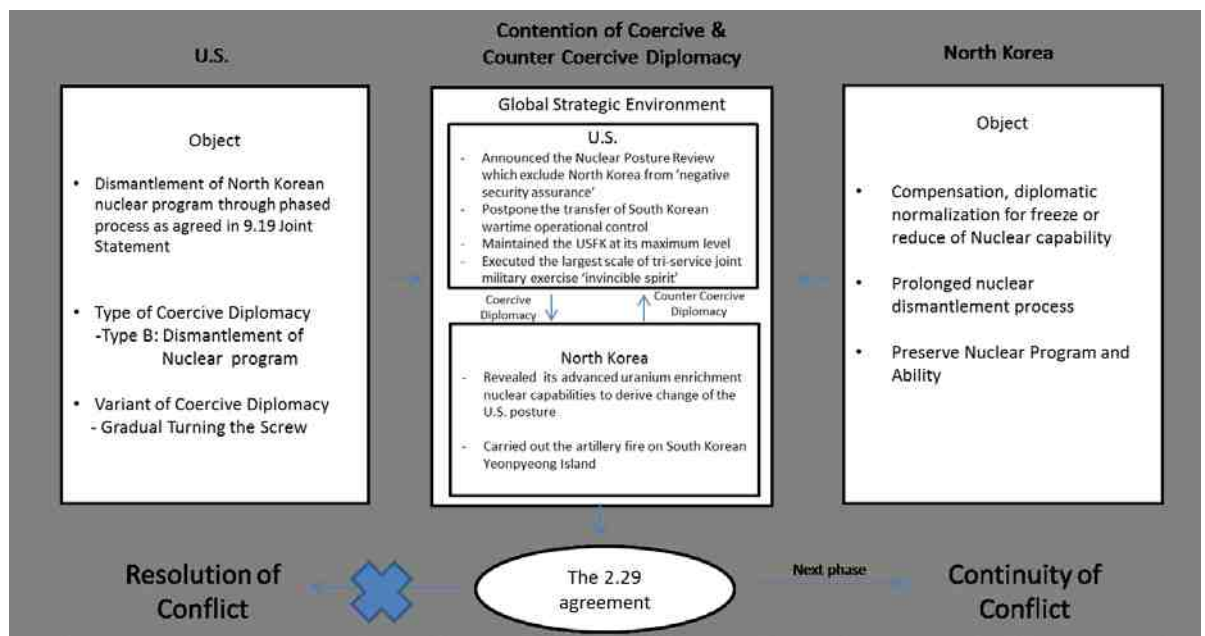 U.S.
Contention of Coercive &
Counter Coercive Diplomacy
North Korea
Object
• Dismantlement of North Korean
nuclear program through phased
process as agreed in 9.19 Joint
Statement
• Type of Coercive Diplomacy
-Type B: Dismantlement of
Nuclear program
• Variant of Coercive Diplomacy
- Gradual Turning the Screw
Global Strategic Environment
U.S.
- Announced the Nuclear Posture Review
which exclude North Korea from 'negative
security assurance'
- Postpone the transfer of South Korean
wartime operational control
- Maintained the USFK at its maximum level
- Executed the largest scale of tri-service joint
military exercise 'invincible spirit'
Coercive
Diplomacy
Counter Coercive
Diplomacy
North Korea
- Revealed its advanced uranium enrichment
nuclear capabilities to derive change of the
U.S. posture
- Carried out the artillery fire on South Korean
Yeonpyeong Island
Object
• Compensation, diplomatic
normalization for freeze or
reduce of Nuclear capability
• Prolonged nuclear
dismantlement process
• Preserve Nuclear Program and
Ability
Resolution of
Conflict
The 2.29
agreement
Next phase
Continuity of
Conflict